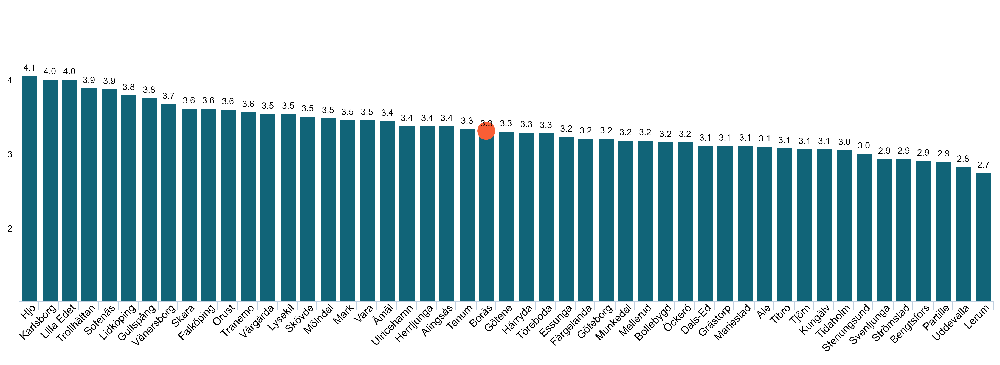 4.1 4.0 4.0 3.9 3.9 3.8 3.8 3.7 3.6 3.6 3.6 3.6 3.5 3.5 3.5 3.5 3.5 3.5 3.4 3.4 3.4 3.4 3.3 3.3 3.3 3.3 3.3 3.2 3.2 3.2 3.2 3.2 3.2 3.2 3.1 3.1 3.1 3.1 3.1 3.1 3.1 3.0 3.0 2.9 2.9 2.9 2.9 2.8 2.7
4
3
2
Hjo
Karlsborg
Lilla Edet
Trollhättan
Sotenäs
Lidköping
Gullspång
Vänersborg
Skara
Falköping
Orust
Tranemo
Vårgårda
Lysekil
Skövde
Mölndal
Mark
Vara
Åmål
Ulricehamn
Herrljunga
Alingsås
Tanum
Borås
Götene
Härryda
Töreboda
Essunga
Färgelanda
Göteborg
Munkedal
Mellerud
Bollebygd
Öckerö
Dals-Ed
Grästorp
Mariestad
Ale
Tibro
Tjörn
Kungälv
Tidaholm
Stenungsund
Svenljunga
Strömstad
Bengtsfors
Partille
Uddevalla
Lerum